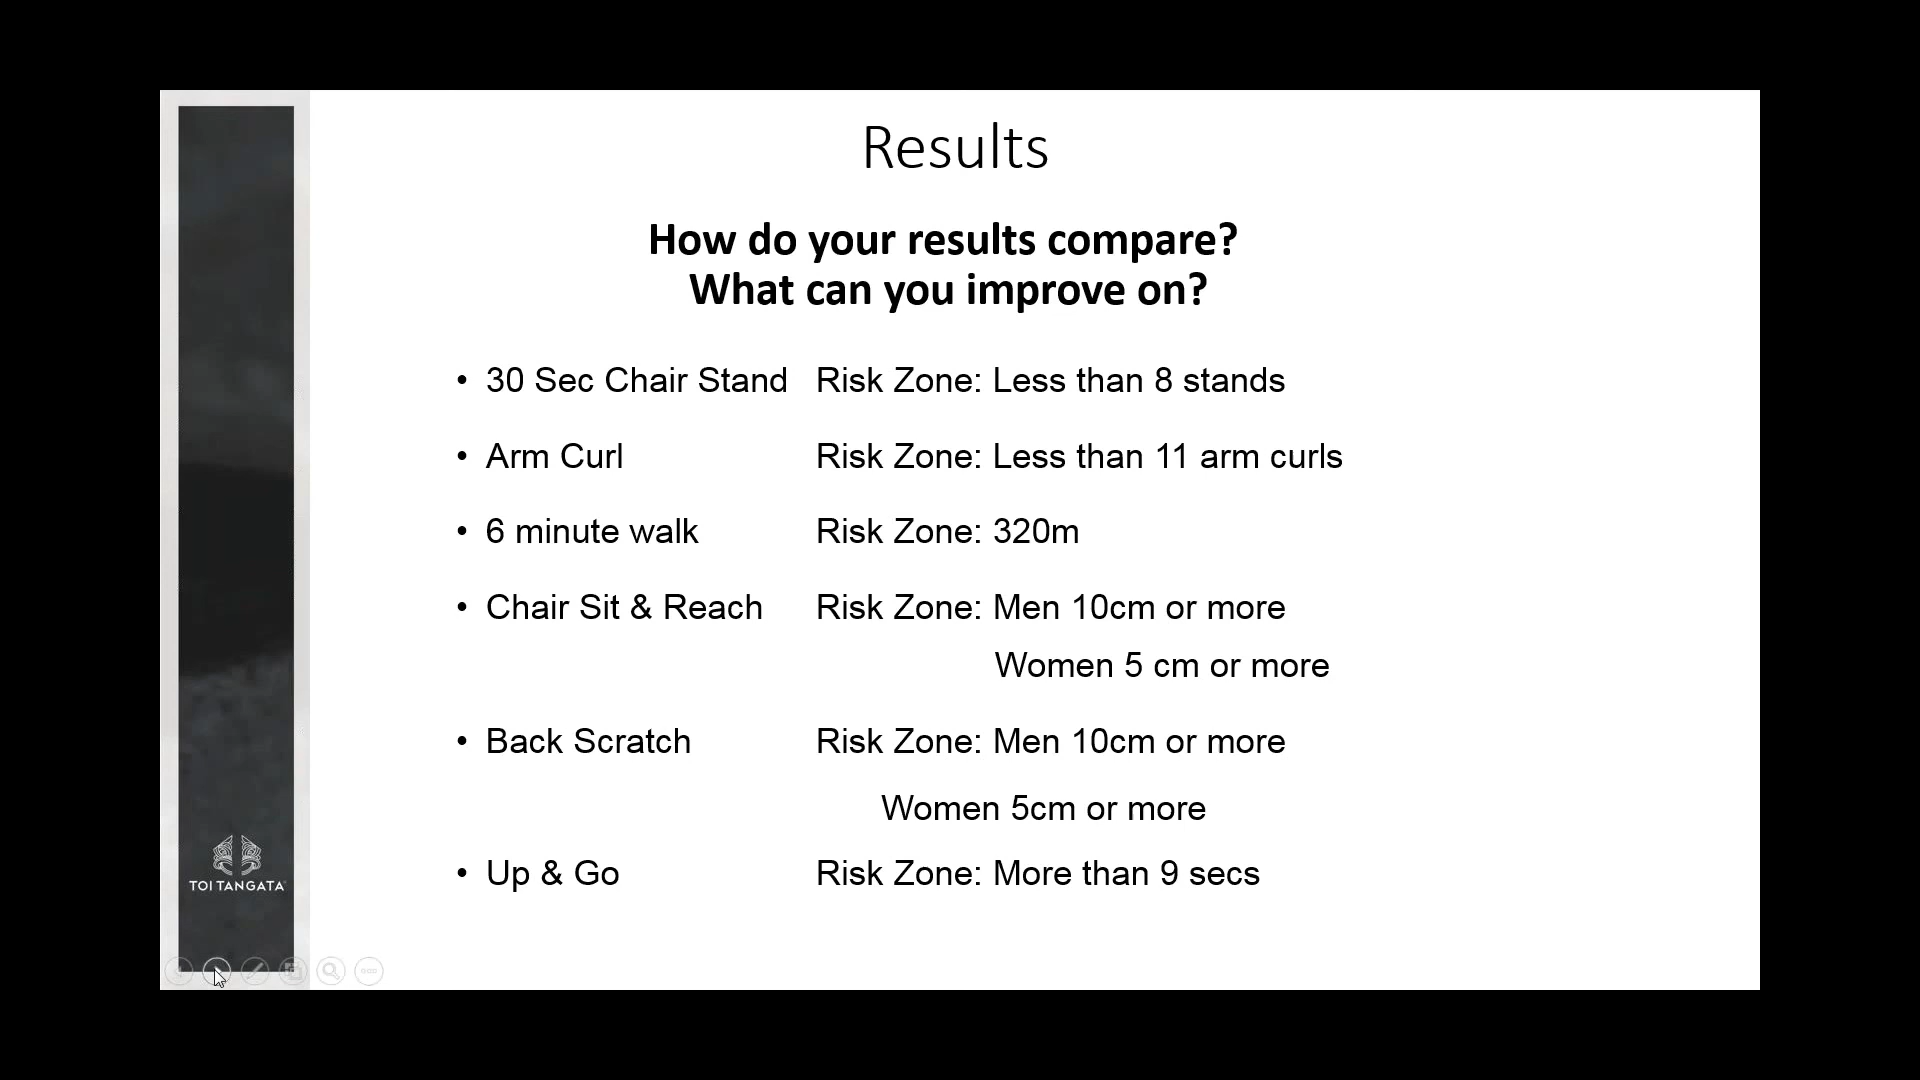 Results
How do your results compare?
What can you improve on?
• 30 Sec Chair Stand Risk Zone: Less than 8 stands
• Arm Curl Risk Zone: Less than 11 arm curls
• 6 minute walk Risk Zone: 320m
• Chair Sit & Reach Risk Zone: Men 10cm or more
Women 5 cm or more
• Back Scratch Risk Zone: Men 10cm or more
Women 5cm or more
• Up & Go Risk Zone: More than 9 secs
TOI TANGATA